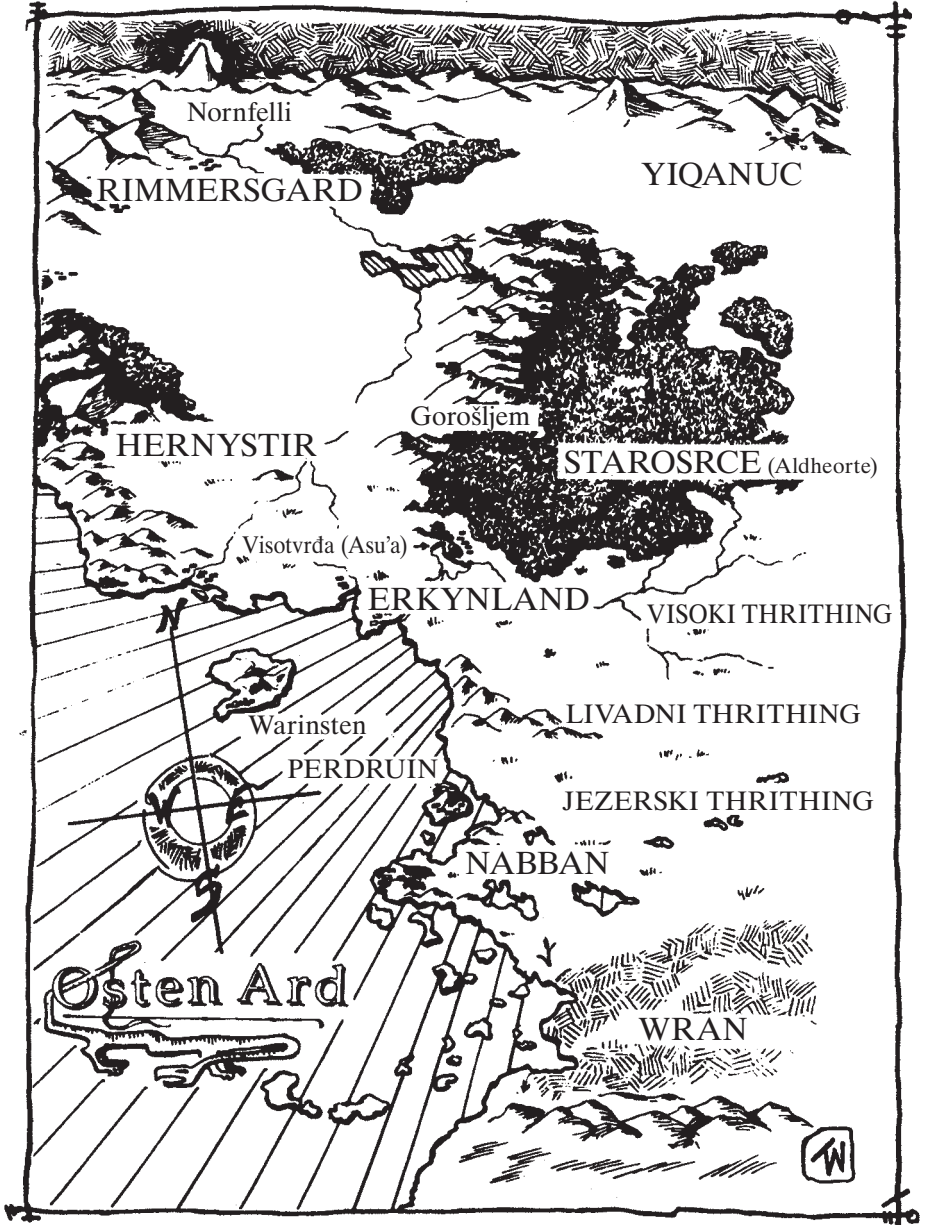 Nornfelli
YIQANUC
RIMMERSGARD
Gorošljem
HERNYSTIR
STAROSRCE (Aldheorte)
Visotvrđa (Asu'a)
ERKYNLAND
VISOKI THRITHING
N
LIVADNI THRITHING
Warinsten
PERDRUIN
JEZERSKI THRITHING
NABBAN
S
Osten Ard
WRAN
TW